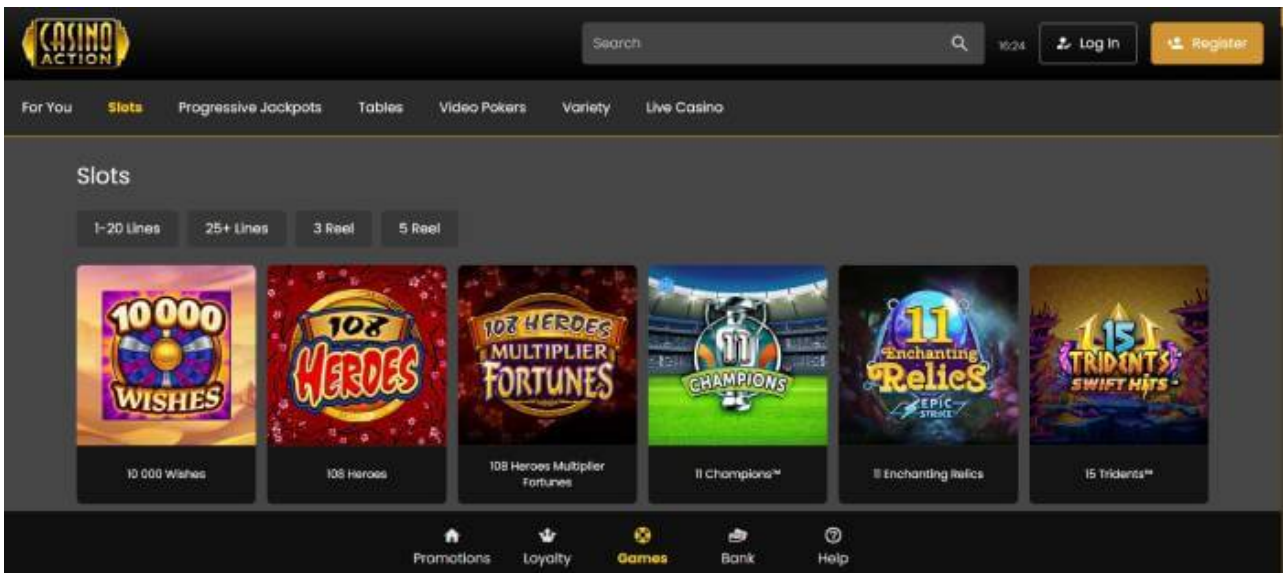 CASINO
ACTION
Search
16:24
Log In
Register
For You
Slots
Progressive Jackpots
Tables
Video Pokers
Variety
Live Casino
Slots
1-20 Lines
25+ Lines
3 Reel
5 Reel
10000
WISHES
108
HEROES
108 HEROES
MULTIPLIER
FORTUNES
11
CHAMPIONS
11
Enchanting
Relics
EPIC
STRIKE
15
TRIDENTS
SWIFT HITS
10 000 Wishes
108 Heroes
108 Heroes Multiplier
Fortunes
11 Champions™
11 Enchanting Relics
15 Tridents™
Promotions
Loyalty
Games
Bank
Help